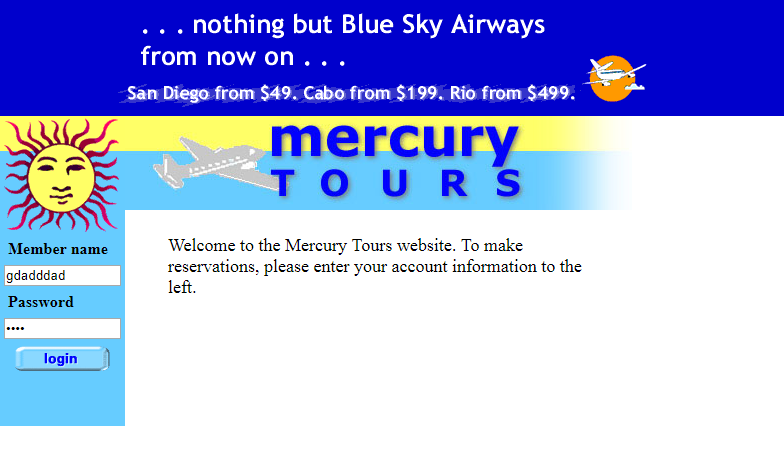 . . . nothing but Blue Sky Airways
from now on . . .
San Diego from $49. Cabo from $199. Rio from $499.
mercury
TOURS
Member name
gdadddad
Password
••••
login
Welcome to the Mercury Tours website. To make
reservations, please enter your account information to the
left.